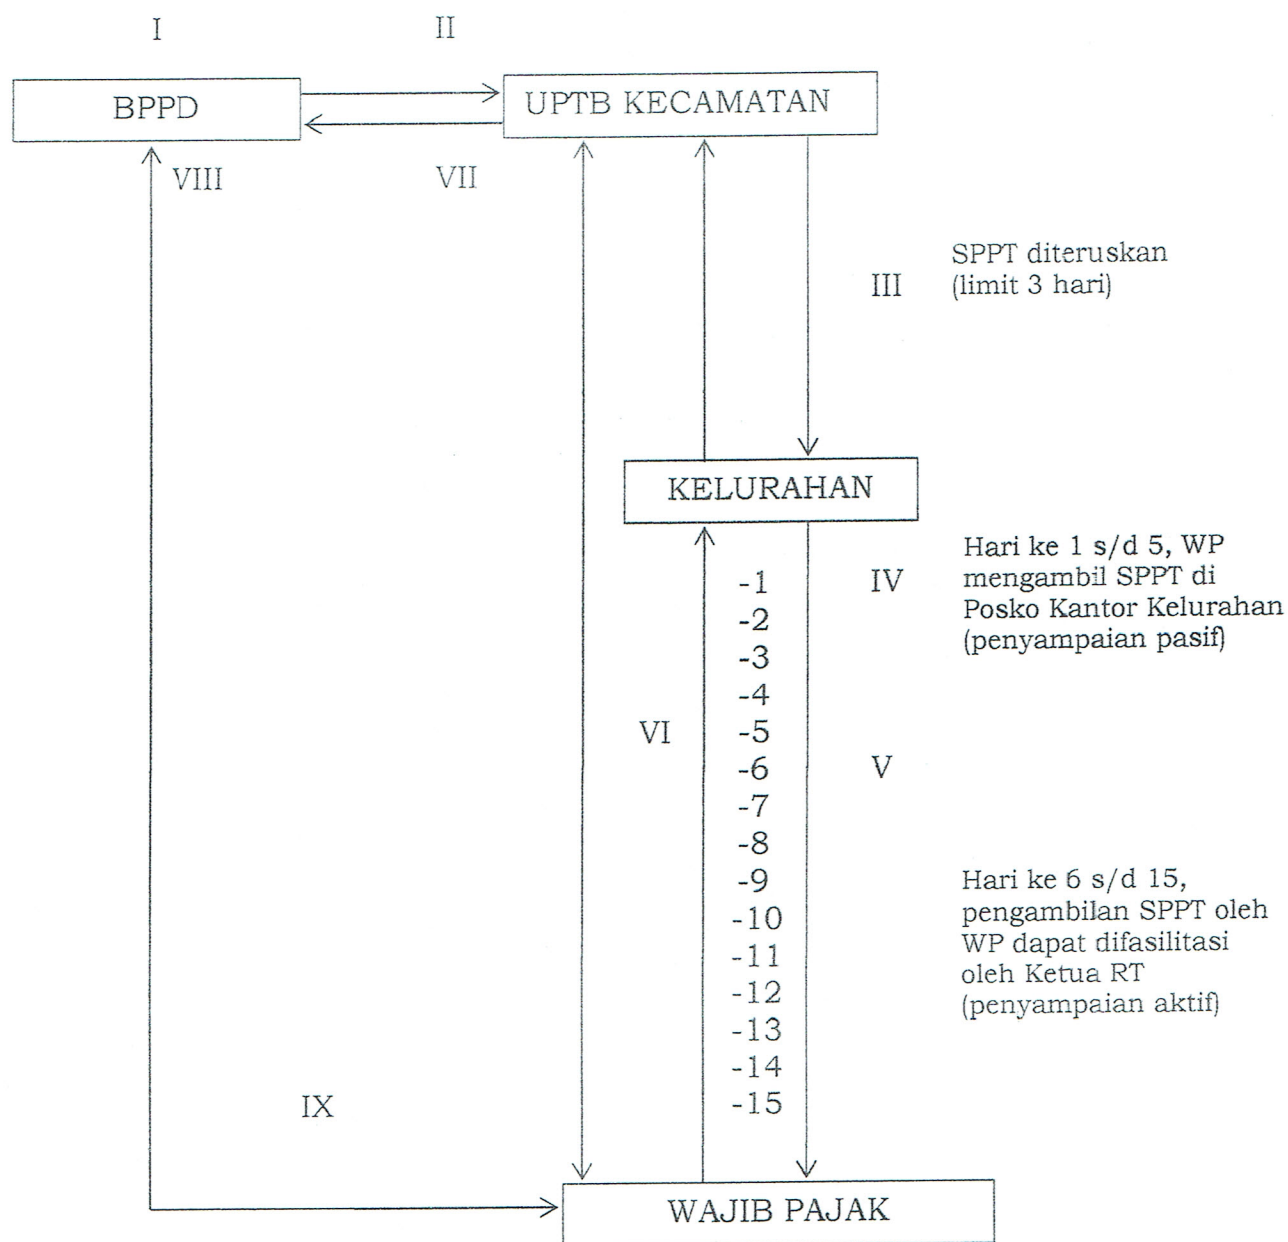 I
II
BPPD
UPTB KECAMATAN
VIII
VII
III
SPPT diteruskan
(limit 3 hari)
KELURAHAN
IV
Hari ke 1 s/d 5, WP
mengambil SPPT di
Posko Kantor Kelurahan
(penyampaian pasif)
-1
-2
-3
-4
-5
-6
-7
-8
-9
-10
-11
-12
-13
-14
-15
VI
V
Hari ke 6 s/d 15,
pengambilan SPPT oleh
WP dapat difasilitasi
oleh Ketua RT
(penyampaian aktif)
IX
WAJIB PAJAK